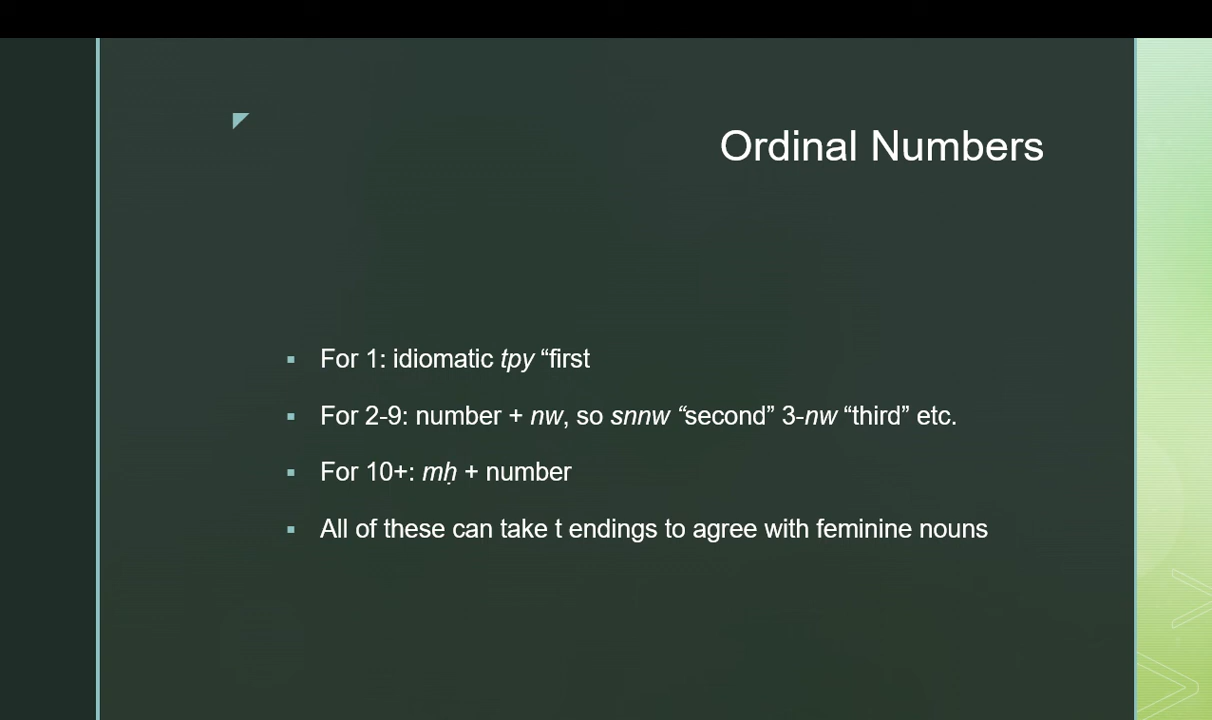 Ordinal Numbers
▪ For 1: idiomatic tpy “first
▪ For 2-9: number + nw, so snnw “second” 3-nw “third” etc.
▪ For 10+: mḥ + number
▪ All of these can take t endings to agree with feminine nouns